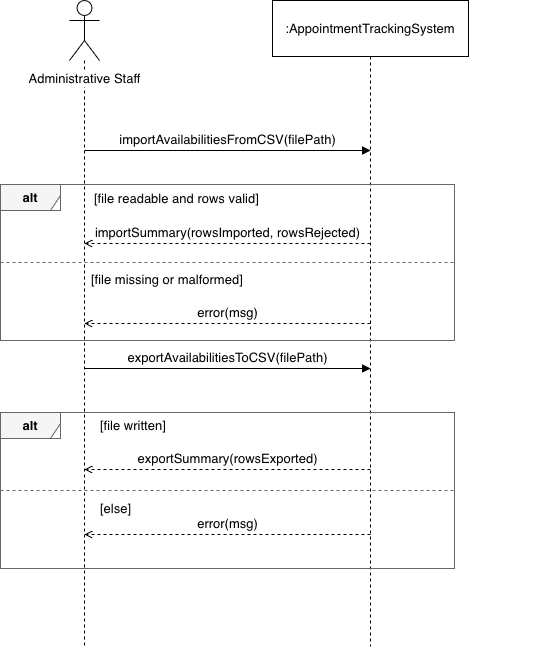 :AppointmentTrackingSystem
Administrative Staff
importAvailabilitiesFromCSV(filePath)
alt
[file readable and rows valid]
importSummary(rowsImported, rowsRejected)
[file missing or malformed]
error(msg)
exportAvailabilitiesToCSV(filePath)
alt
[file written]
exportSummary(rowsExported)
[else]
error(msg)